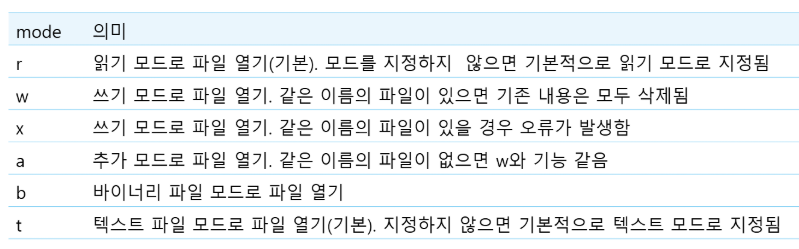 mode 의미
r 읽기 모드로 파일 열기(기본). 모드를 지정하지 않으면 기본적으로 읽기 모드로 지정됨
w 쓰기 모드로 파일 열기. 같은 이름의 파일이 있으면 기존 내용은 모두 삭제됨
x 쓰기 모드로 파일 열기. 같은 이름의 파일이 있을 경우 오류가 발생함
a 추가 모드로 파일 열기. 같은 이름의 파일이 없으면 w와 기능 같음
b 바이너리 파일 모드로 파일 열기
t 텍스트 파일 모드로 파일 열기(기본). 지정하지 않으면 기본적으로 텍스트 모드로 지정됨